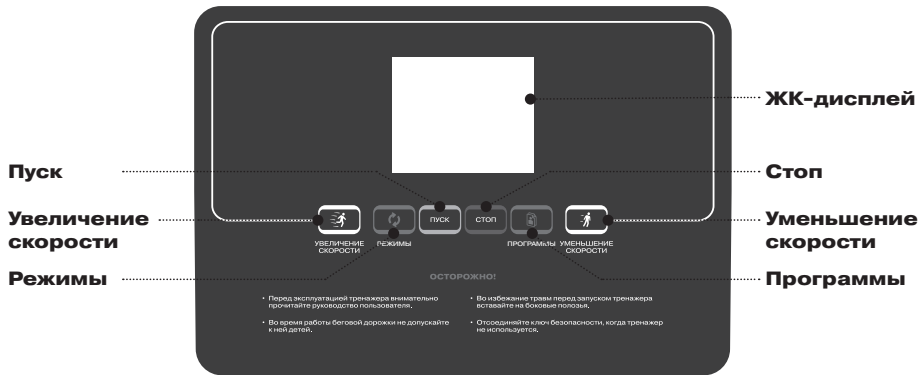 ЖК-дисплей
Пуск
Стоп
Увеличение
скорости
Уменьшение
скорости
Режимы
Программы
ПУСК
СТОП
УВЕЛИЧЕНИЕ
СКОРОСТИ
РЕЖИМЫ
ПРОГРАММЫ
УМЕНЬШЕНИЕ
СКОРОСТИ
ОСТОРОЖНО!
• Перед эксплуатацией тренажера внимательно
прочитайте руководство пользователя.
• Во время работы беговой дорожки не допускайте
к ней детей.
• Во избежание травм перед запуском тренажера
вставайте на боковые полозья.
• Отсоединяйте ключ безопасности, когда тренажер
не используется.